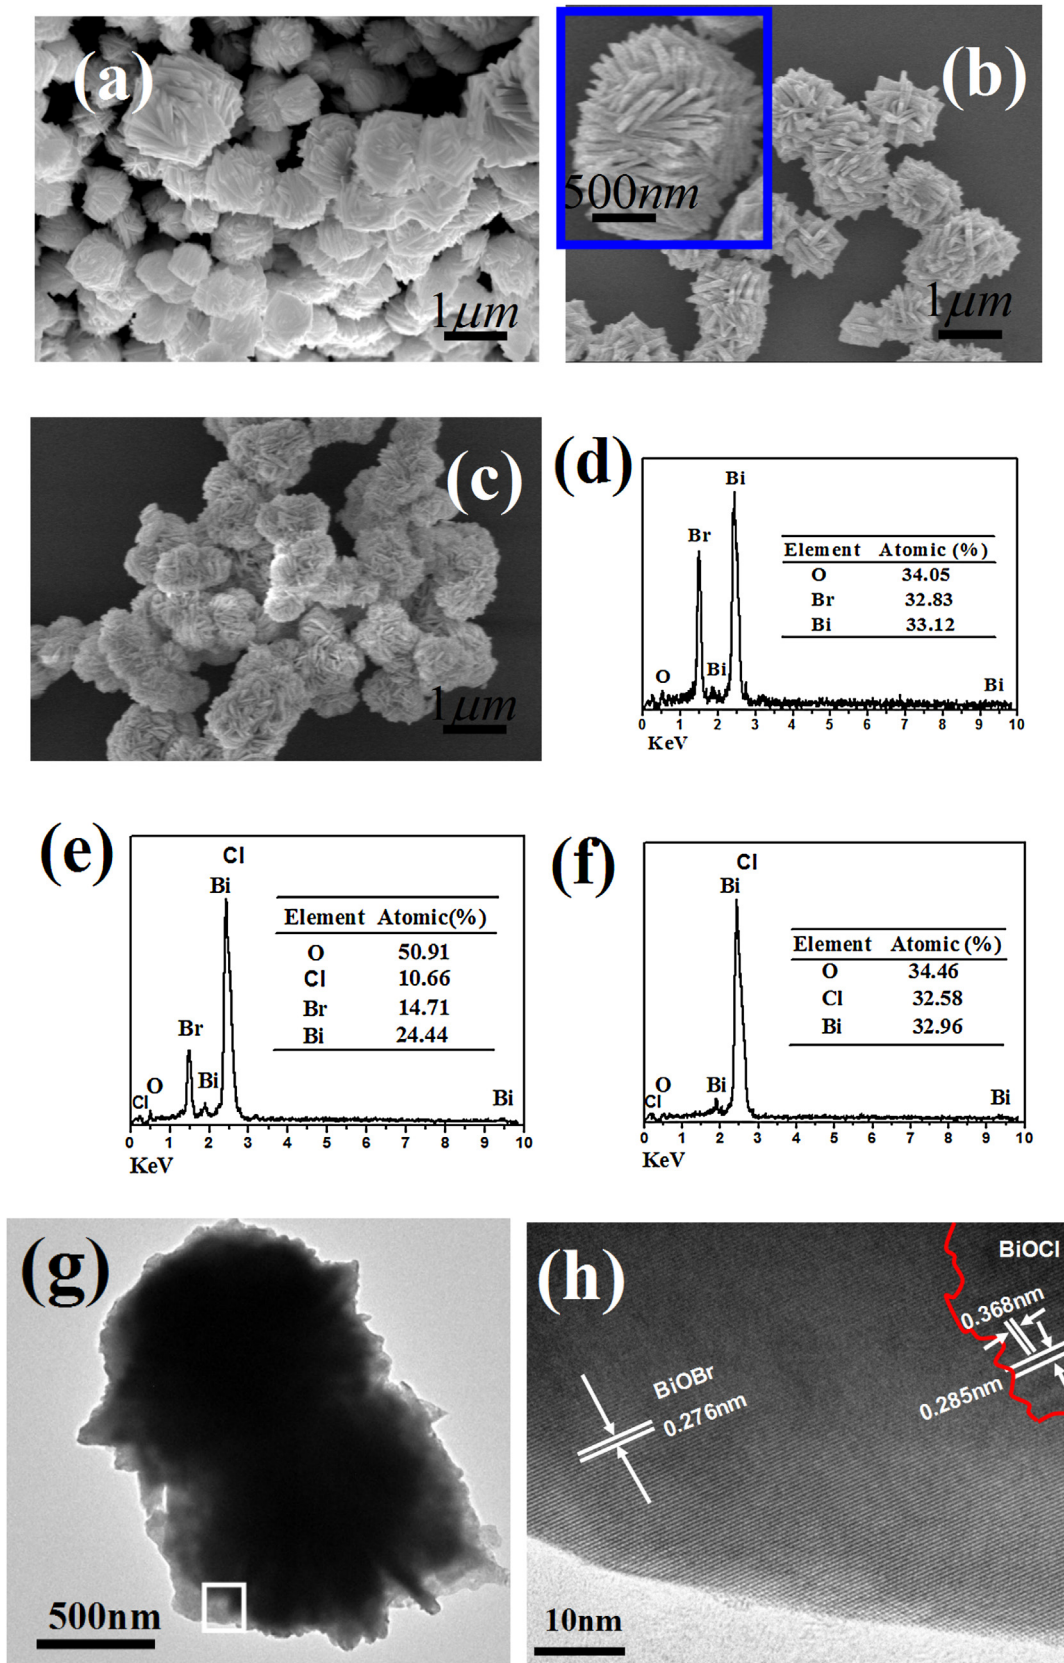 (a)
1μm
(b)
500nm
1μm
(c)
1μm
(d)
Bi
Br
Element Atomic (%)
O 34.05
Br 32.83
Bi 33.12
O
Bi
Bi
0 1 2 3 4 5 6 7 8 9 10
KeV
(e)
Cl
Bi
Element Atomic(%)
O 50.91
Cl 10.66
Br 14.71
Bi 24.44
Br
Bi
O
Cl
Bi
0 1 2 3 4 5 6 7 8 9 10
KeV
(f)
Cl
Bi
Element Atomic (%)
O 34.46
Cl 32.58
Bi 32.96
O
Bi
Cl
Bi
0 1 2 3 4 5 6 7 8 9 10
KeV
(g)
500nm
(h)
BiOCl
0.368nm
0.285nm
BiOBr
0.276nm
10nm